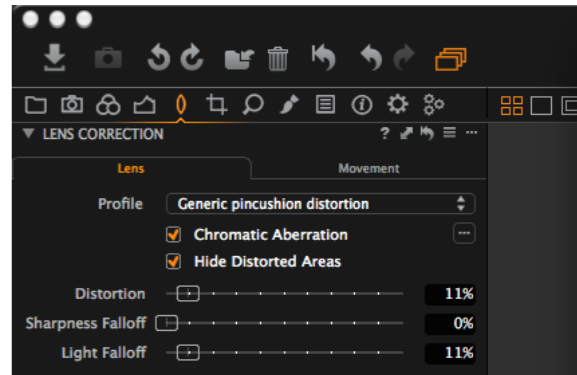 LENS CORRECTION ?
Lens Movement
Profile Generic pincushion distortion
Chromatic Aberration
Hide Distorted Areas
Distortion 11%
Sharpness Falloff 0%
Light Falloff 11%